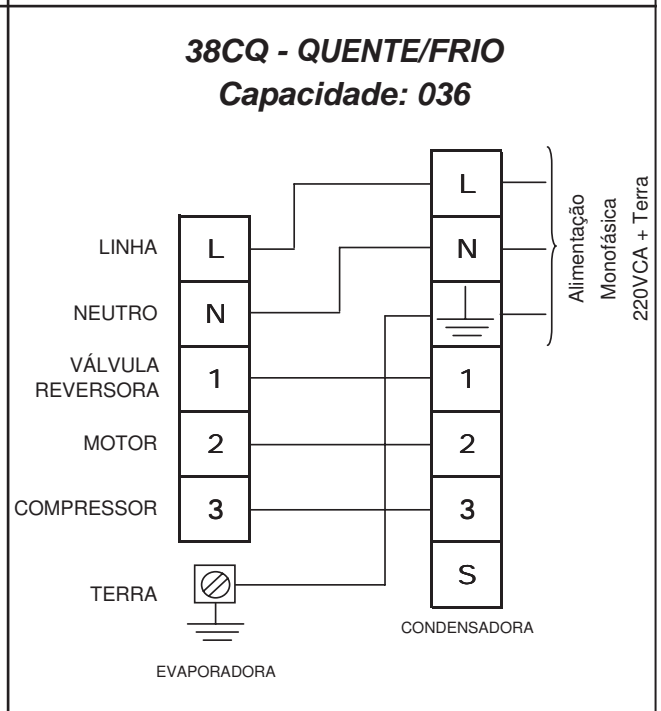 38CQ - QUENTE/FRIO
Capacidade: 036
L
N
1
2
3
S
CONDENSADORA
Alimentação
Monofásica
220VCA + Terra
LINHA L
NEUTRO N
VÁLVULA
REVERSORA 1
MOTOR 2
COMPRESSOR 3
TERRA
EVAPORADORA